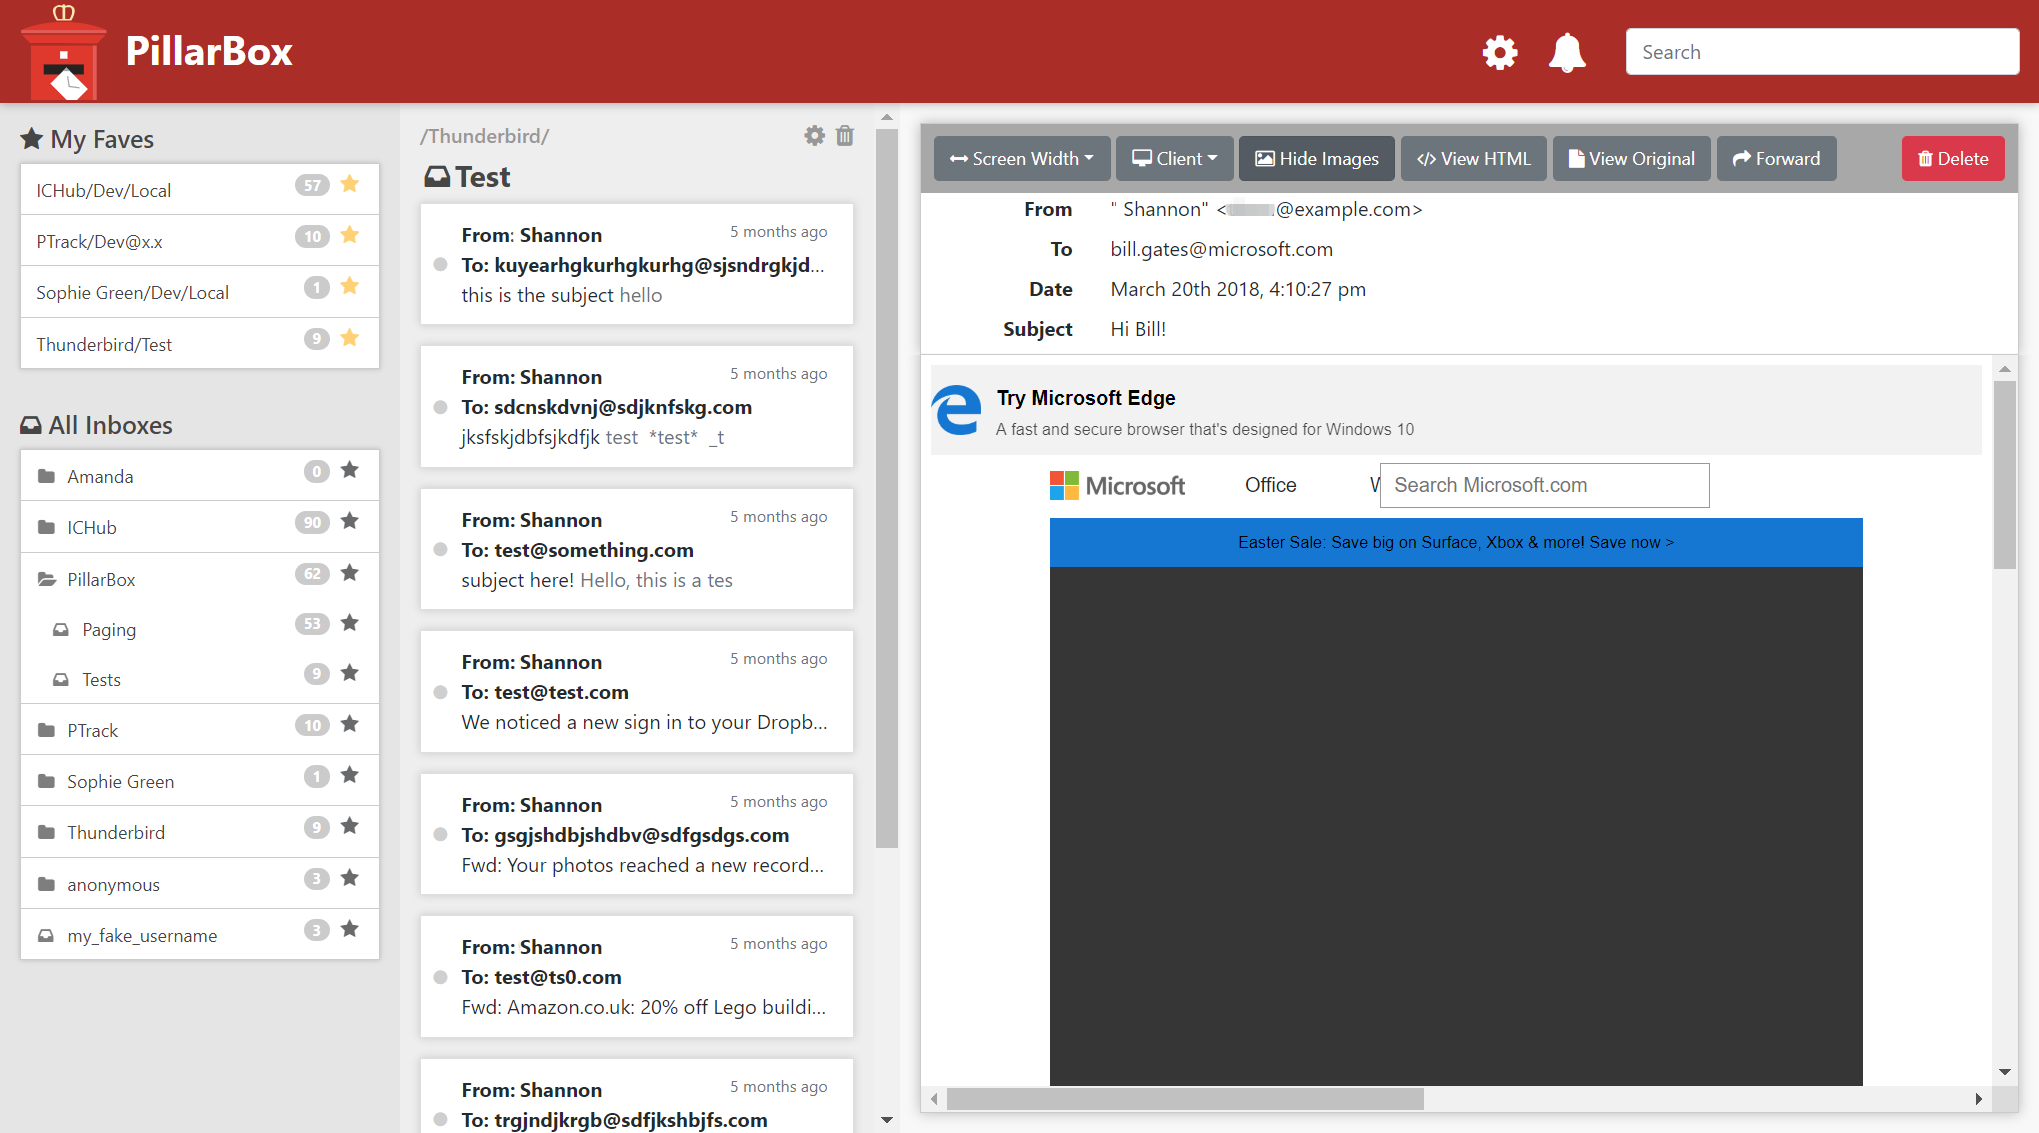 PillarBox
Search
My Faves
ICHub/Dev/Local 57
PTrack/Dev@x.x 10
Sophie Green/Dev/Local 1
Thunderbird/Test 9
All Inboxes
Amanda 0
ICHub 90
PillarBox 62
Paging 53
Tests 9
PTrack 10
Sophie Green 1
Thunderbird 9
anonymous 3
my_fake_username 3
/Thunderbird/
Test
From: Shannon 5 months ago
To: kuyearhgkurhgkurhg@sjsndrgkjd...
this is the subject hello
From: Shannon 5 months ago
To: sdcnskdvnj@sdjknfskg.com
jksfskjdbfsjkdfjk test *test* _t
From: Shannon 5 months ago
To: test@something.com
subject here! Hello, this is a tes
From: Shannon 5 months ago
To: test@test.com
We noticed a new sign in to your Dropb...
From: Shannon 5 months ago
To: gsgjshdbjshdbv@sdfgsdgs.com
Fwd: Your photos reached a new record...
From: Shannon 5 months ago
To: test@ts0.com
Fwd: Amazon.co.uk: 20% off Lego buildi...
From: Shannon 5 months ago
To: trgjndjkrgb@sdfjkshbjfs.com
Screen Width Client Hide Images </> View HTML View Original Forward Delete
From " Shannon" < @example.com>
To bill.gates@microsoft.com
Date March 20th 2018, 4:10:27 pm
Subject Hi Bill!
Try Microsoft Edge
A fast and secure browser that's designed for Windows 10
Microsoft Office Search Microsoft.com
Easter Sale: Save big on Surface, Xbox & more! Save now >